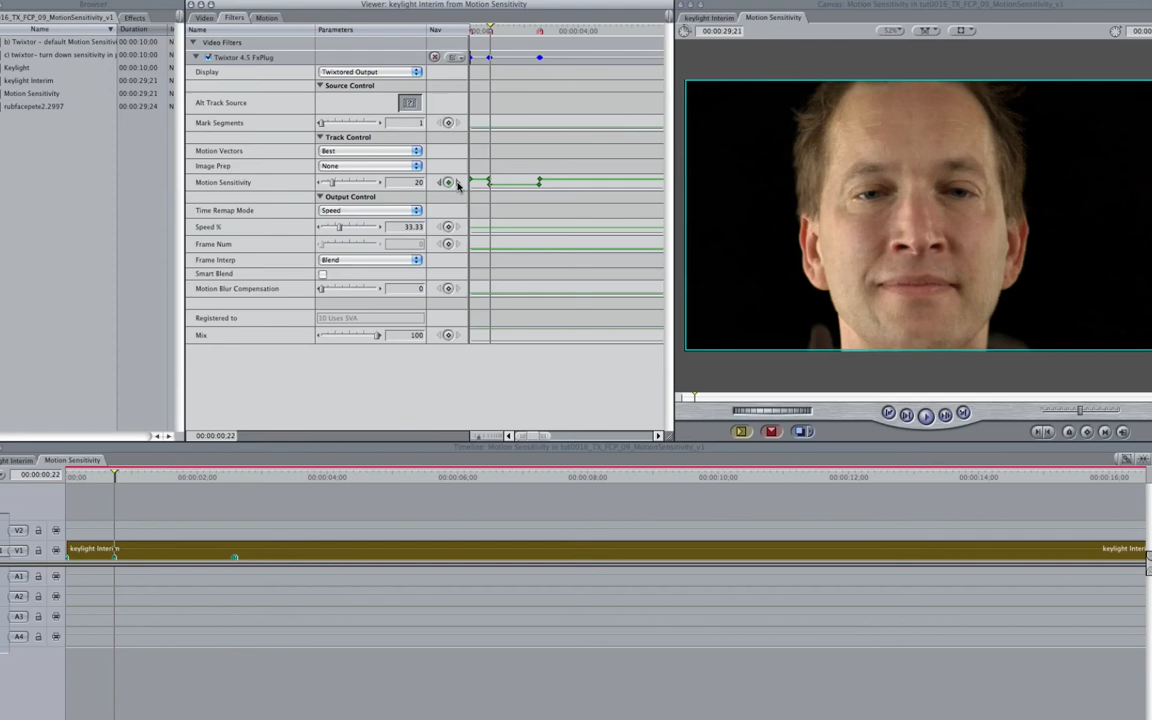 Browser
Viewer: keylight Interim from Motion Sensitivity
Canvas: Motion Sensitivity in tut0016_TX_FCP_09_MotionSensitivity_v1
16_TX_FCP_09_MotionSensitivity_v1 Effects
Video Filters Motion
keylight Interim Motion Sensitivity
Name Duration
Name Parameters Nav 00:00:04;00
00:00:29;21 52%
b) Twixtor - default Motion Sensitiv 00:00:10;00
c) twixtor- turn down sensitivity in 00:00:10;00
Keylight 00:00:10;00
keylight Interim 00:00:29;21
Motion Sensitivity 00:00:29;21
rubfacepete2.2997 00:00:29;24
Video Filters
Twixtor 4.5 FxPlug
Display Twixtored Output
Source Control
Alt Track Source
Mark Segments 1
Track Control
Motion Vectors Best
Image Prep None
Motion Sensitivity 20
Output Control
Time Remap Mode Speed
Speed % 33.33
Frame Num 0
Frame Interp Blend
Smart Blend
Motion Blur Compensation 0
Registered to 10 Uses SVA
Mix 100
00:00:00;22
Timeline: Motion Sensitivity in tut0016_TX_FCP_09_MotionSensitivity_v1
ght Interim Motion Sensitivity
00:00:00;22 00:00 00:00:02;00 00:00:04;00 00:00:06;00 00:00:08;00 00:00:10;00 00:00:12;00 00:00:14;00 00:00:16;00
V2
V1 keylight Interim keylight Interi
A1
A2
A3
A4